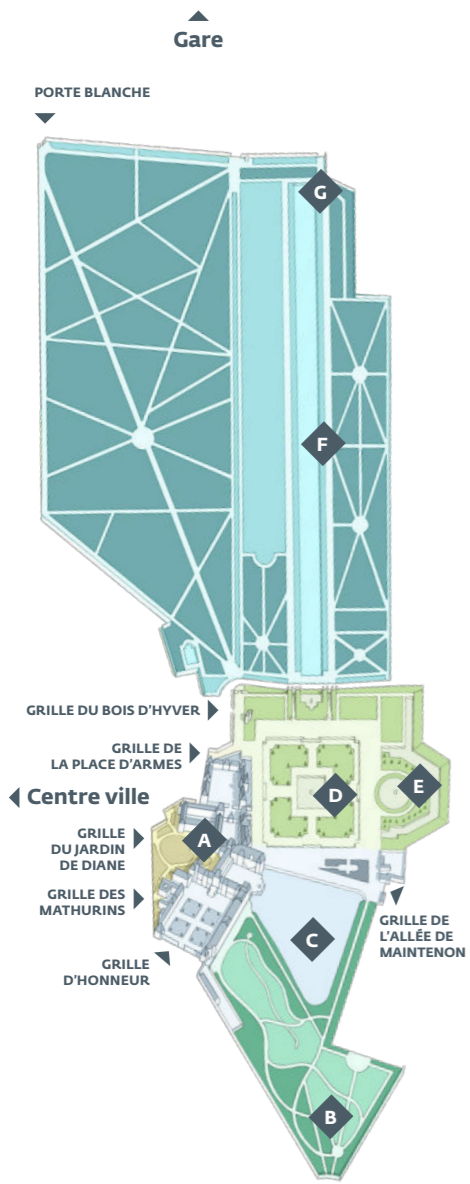 Gare
PORTE BLANCHE
G
F
GRILLE DU BOIS D'HYVER
GRILLE DE
LA PLACE D'ARMES
E
D
Centre ville
GRILLE
DU JARDIN
DE DIANE
A
GRILLE DES
MATHURINS
GRILLE DE
L'ALLÉE DE
MAINTENON
C
GRILLE
D'HONNEUR
B